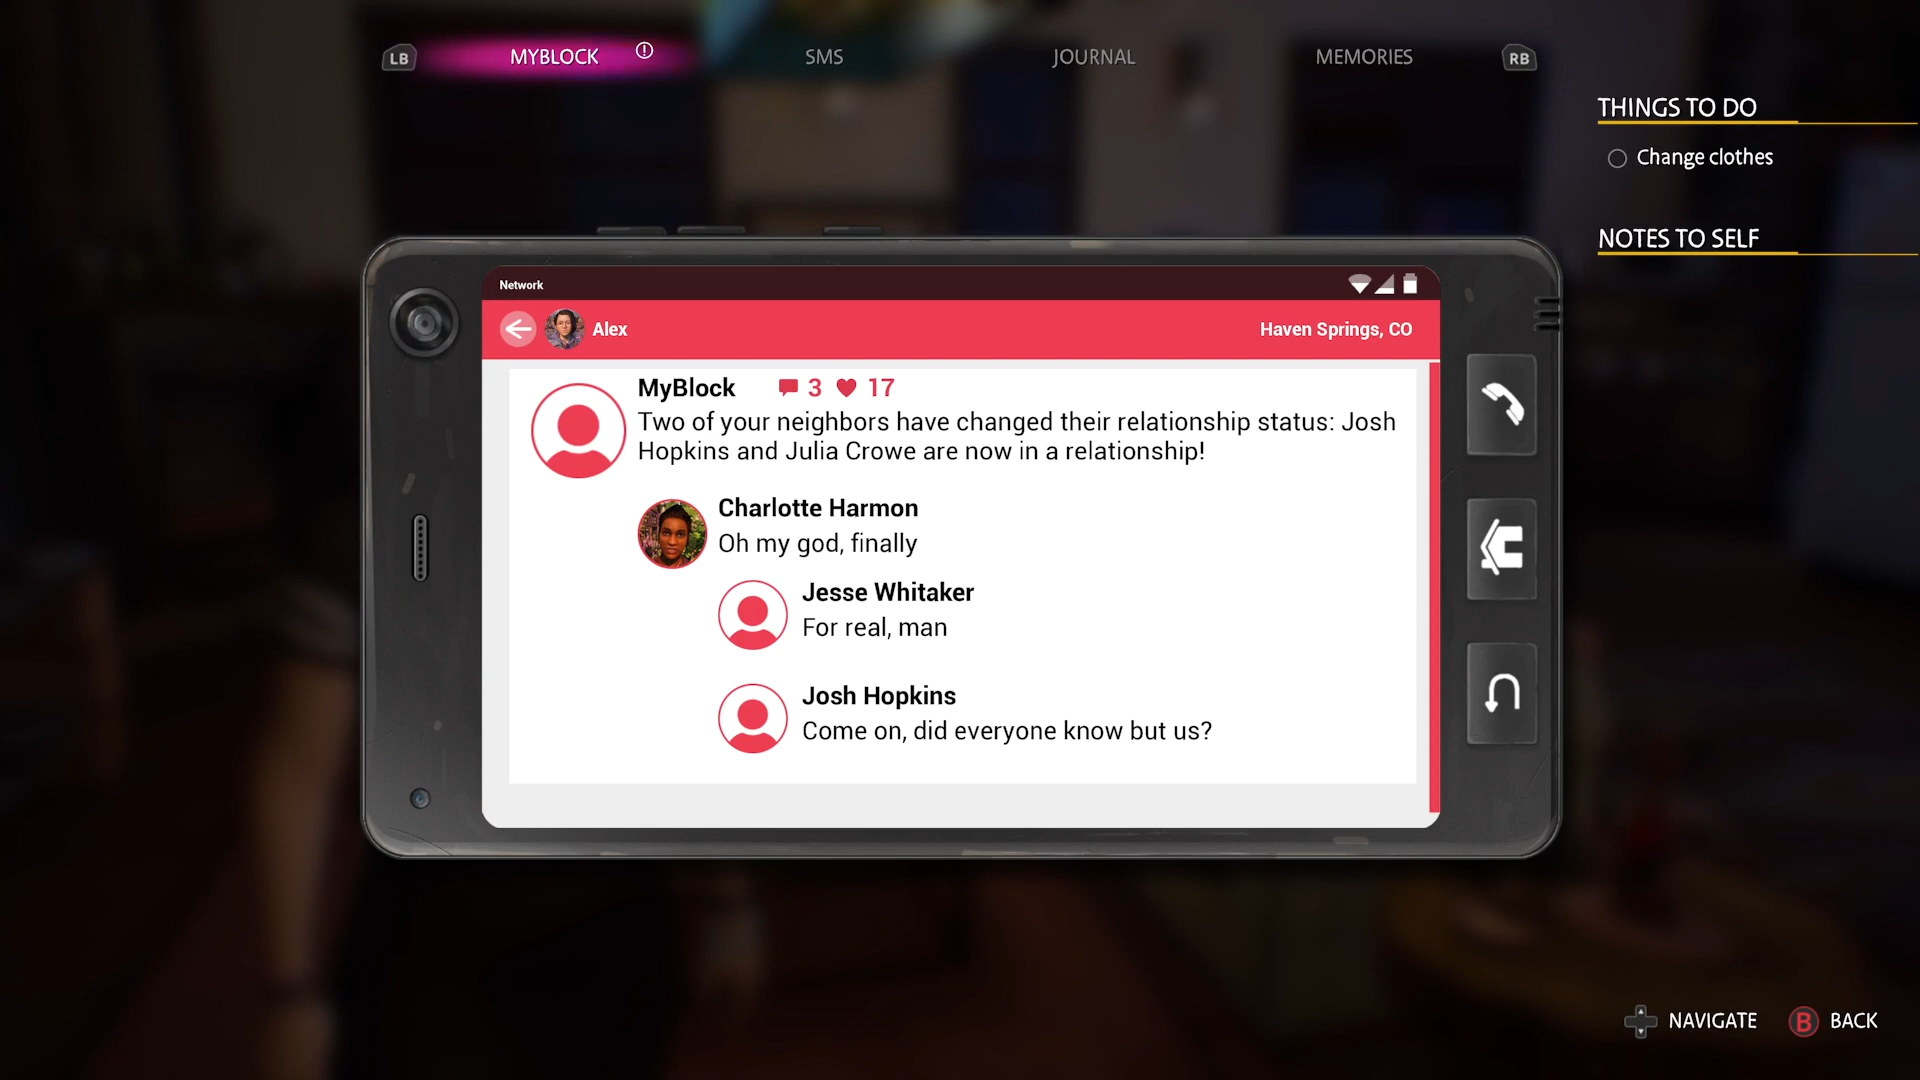 LB
MYBLOCK
SMS
JOURNAL
MEMORIES
RB
THINGS TO DO
Change clothes
NOTES TO SELF
Network
Alex
Haven Springs, CO
MyBlock 3 17
Two of your neighbors have changed their relationship status: Josh
Hopkins and Julia Crowe are now in a relationship!
Charlotte Harmon
Oh my god, finally
Jesse Whitaker
For real, man
Josh Hopkins
Come on, did everyone know but us?
NAVIGATE
B BACK